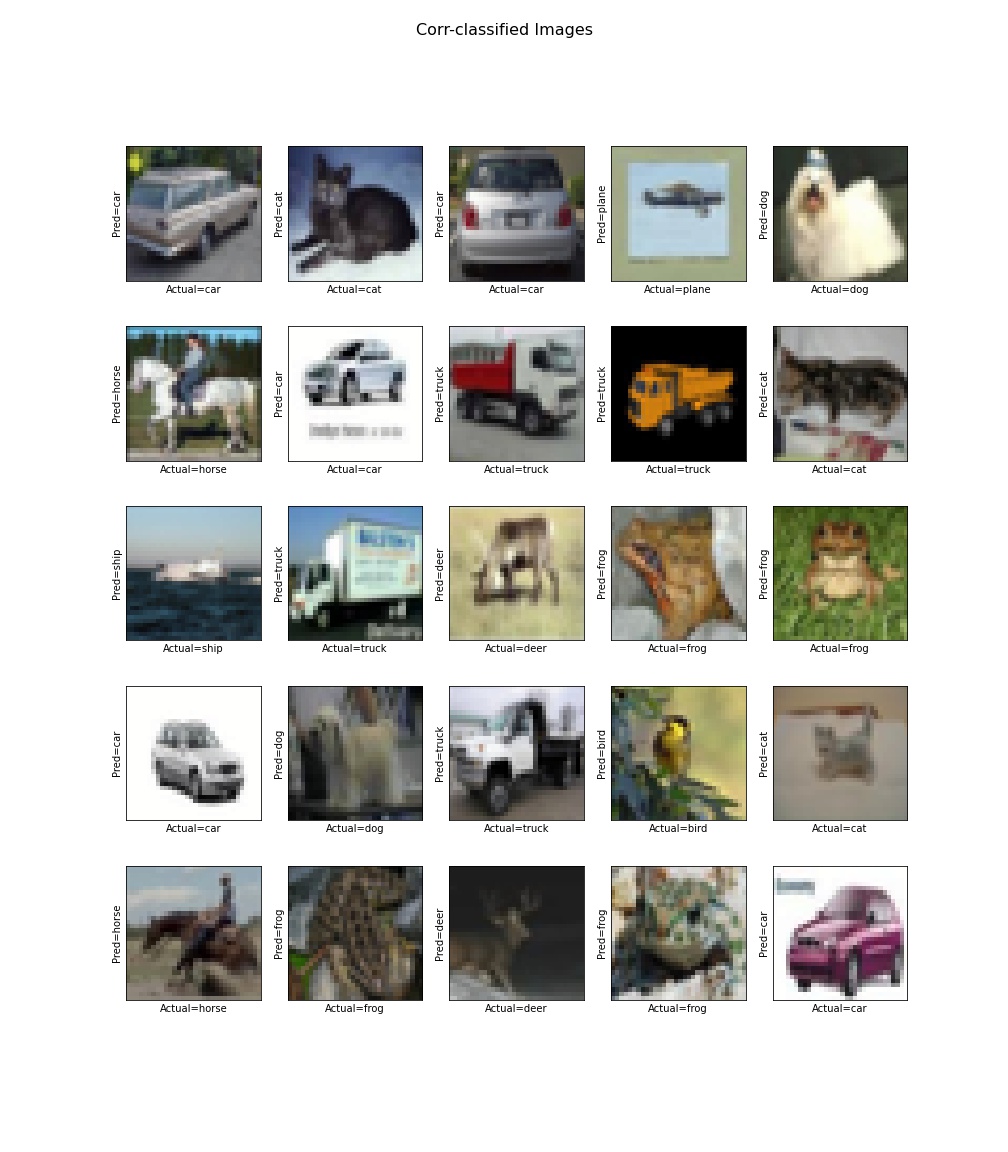 Corr-classified Images
Pred=car
Actual=car
Pred=cat
Actual=cat
Pred=car
Actual=car
Pred=plane
Actual=plane
Pred=dog
Actual=dog
Pred=horse
Actual=horse
Pred=car
Actual=car
Pred=truck
Actual=truck
Pred=truck
Actual=truck
Pred=cat
Actual=cat
Pred=ship
Actual=ship
Pred=truck
Actual=truck
Pred=deer
Actual=deer
Pred=frog
Actual=frog
Pred=frog
Actual=frog
Pred=car
Actual=car
Pred=dog
Actual=dog
Pred=truck
Actual=truck
Pred=bird
Actual=bird
Pred=cat
Actual=cat
Pred=horse
Actual=horse
Pred=frog
Actual=frog
Pred=deer
Actual=deer
Pred=frog
Actual=frog
Pred=car
Actual=car